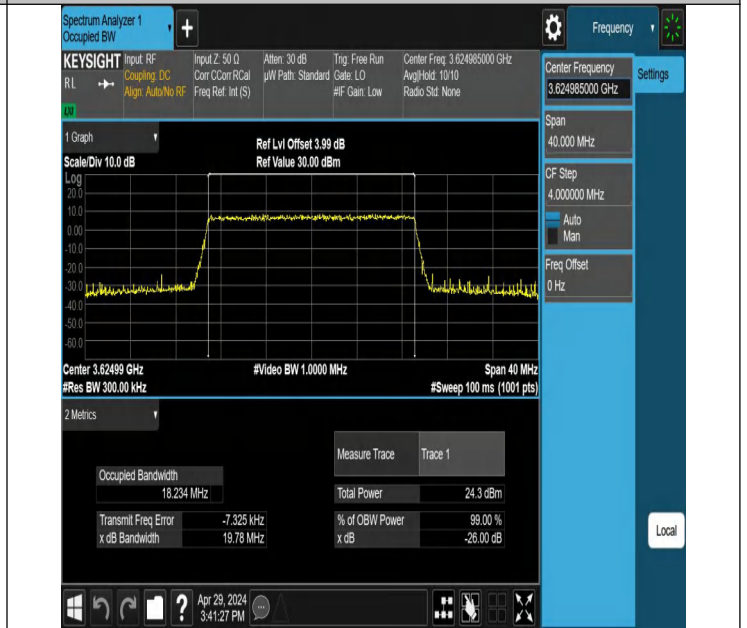 Spectrum Analyzer 1
Occupied BW
+
Frequency
KEYSIGHT
RL
Input: RF
Coupling: DC
Align: Auto/No RF
Input Z: 50 Ω
Corr CCorr RCal
Freq Ref: Int (S)
Atten: 30 dB
µW Path: Standard
Trig: Free Run
Gate: LO
#IF Gain: Low
Center Freq: 3.624985000 GHz
Avg|Hold: 10/10
Radio Std: None
Center Frequency
3.624985000 GHz
Settings
Span
40.000 MHz
CF Step
4.000000 MHz
Auto
Man
Freq Offset
0 Hz
1 Graph
Scale/Div 10.0 dB
Ref Lvl Offset 3.99 dB
Ref Value 30.00 dBm
Log
20.0
10.0
0.00
-10.0
-20.0
-30.0
-40.0
-50.0
-60.0
Center 3.62499 GHz
#Video BW 1.0000 MHz
Span 40 MHz
#Res BW 300.00 kHz
#Sweep 100 ms (1001 pts)
2 Metrics
Measure Trace
Trace 1
Occupied Bandwidth
18.234 MHz
Total Power
24.3 dBm
Transmit Freq Error
-7.325 kHz
% of OBW Power
99.00 %
x dB Bandwidth
19.78 MHz
x dB
-26.00 dB
Local
?
Apr 29, 2024
3:41:27 PM